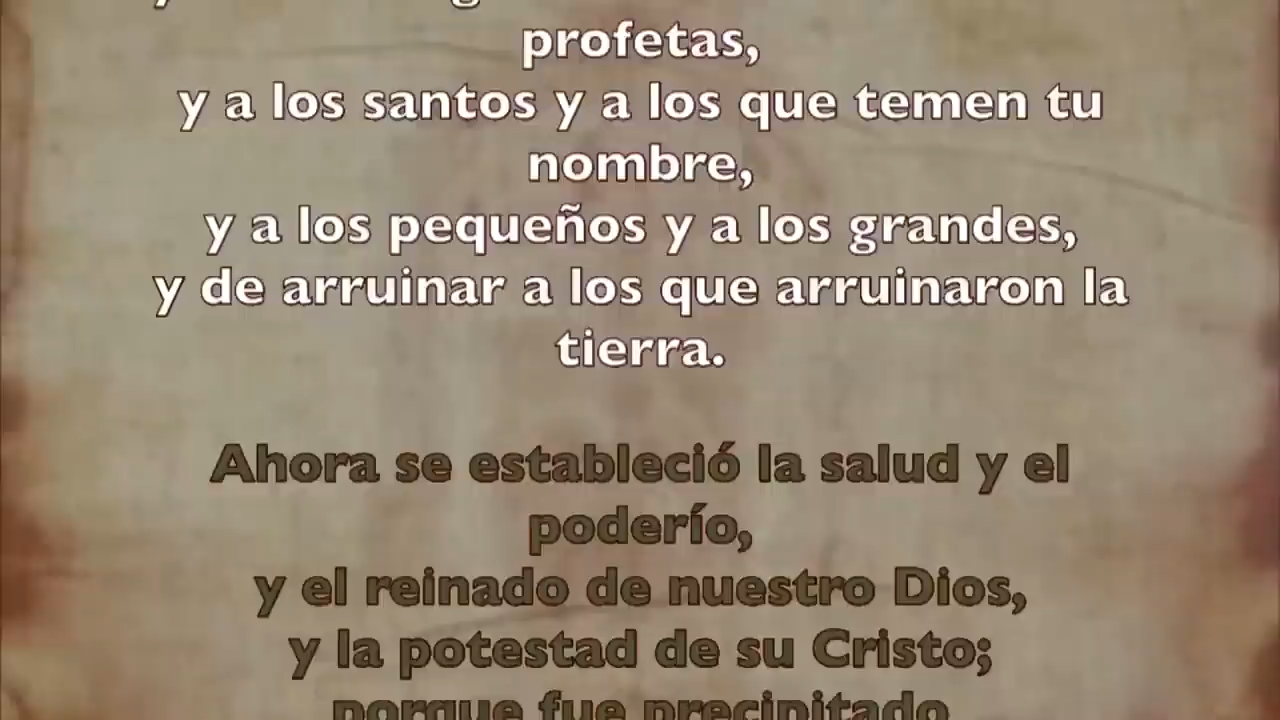 profetas,
y a los santos y a los que temen tu
nombre,
y a los pequeños y a los grandes,
y de arruinar a los que arruinaron la
tierra.
Ahora se estableció la salud y el
poderío,
y el reinado de nuestro Dios,
y la potestad de su Cristo;
porque fue precipitado